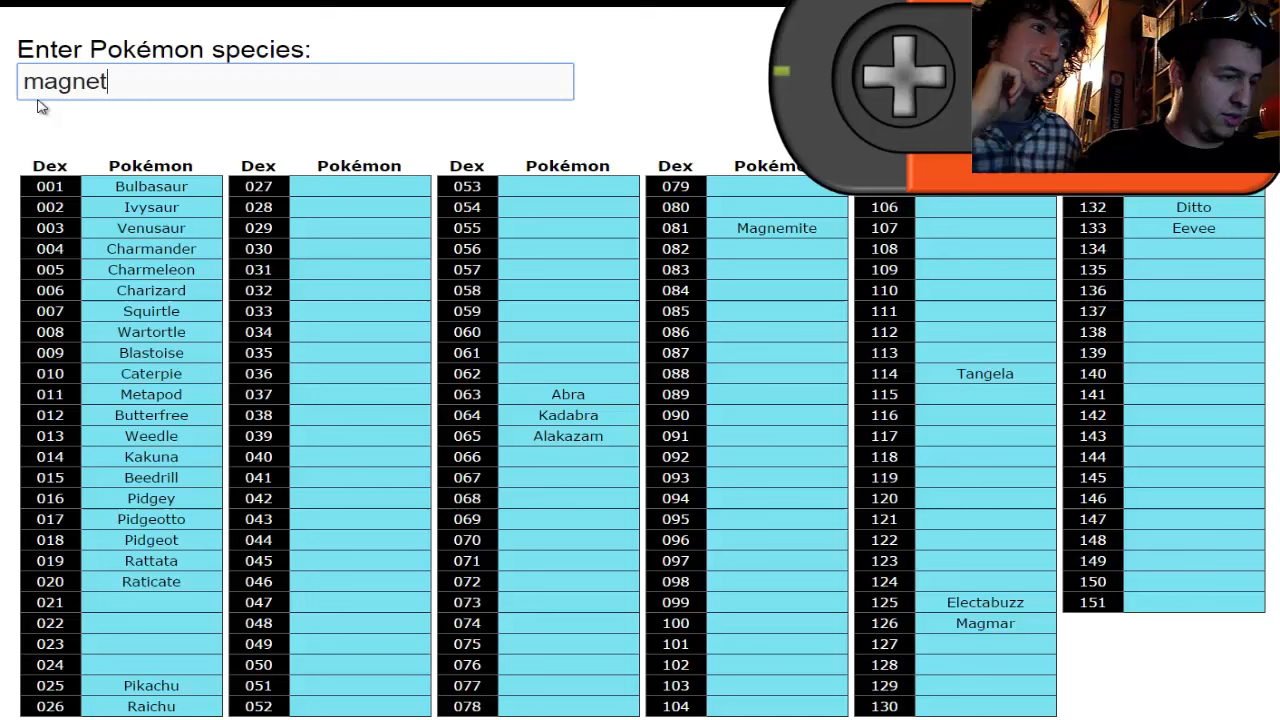 Enter Pokémon species:
magnet
Dex Pokémon Dex Pokémon Dex Pokémon Dex Pokém
001 Bulbasaur 027 053 079
002 Ivysaur 028 054 080 106 132 Ditto
003 Venusaur 029 055 081 Magnemite 107 133 Eevee
004 Charmander 030 056 082 108 134
005 Charmeleon 031 057 083 109 135
006 Charizard 032 058 084 110 136
007 Squirtle 033 059 085 111 137
008 Wartortle 034 060 086 112 138
009 Blastoise 035 061 087 113 139
010 Caterpie 036 062 088 114 Tangela 140
011 Metapod 037 063 Abra 089 115 141
012 Butterfree 038 064 Kadabra 090 116 142
013 Weedle 039 065 Alakazam 091 117 143
014 Kakuna 040 066 092 118 144
015 Beedrill 041 067 093 119 145
016 Pidgey 042 068 094 120 146
017 Pidgeotto 043 069 095 121 147
018 Pidgeot 044 070 096 122 148
019 Rattata 045 071 097 123 149
020 Raticate 046 072 098 124 150
021 047 073 099 125 Electabuzz 151
022 048 074 100 126 Magmar
023 049 075 101 127
024 050 076 102 128
025 Pikachu 051 077 103 129
026 Raichu 052 078 104 130